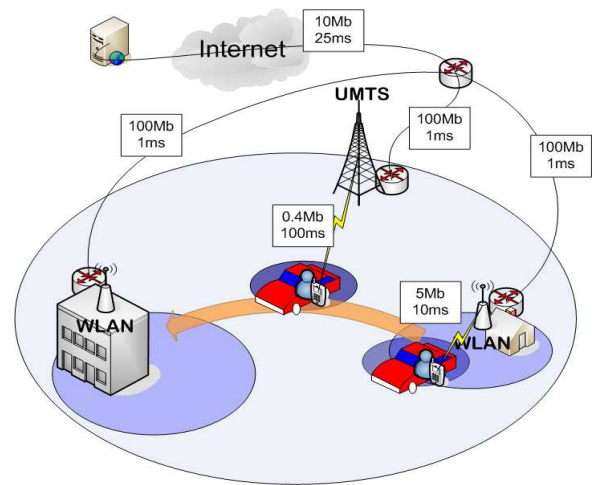 10Mb
25ms
Internet
UMTS
100Mb
1ms
100Mb
1ms
100Mb
1ms
0.4Mb
100ms
5Mb
10ms
WLAN
WLAN